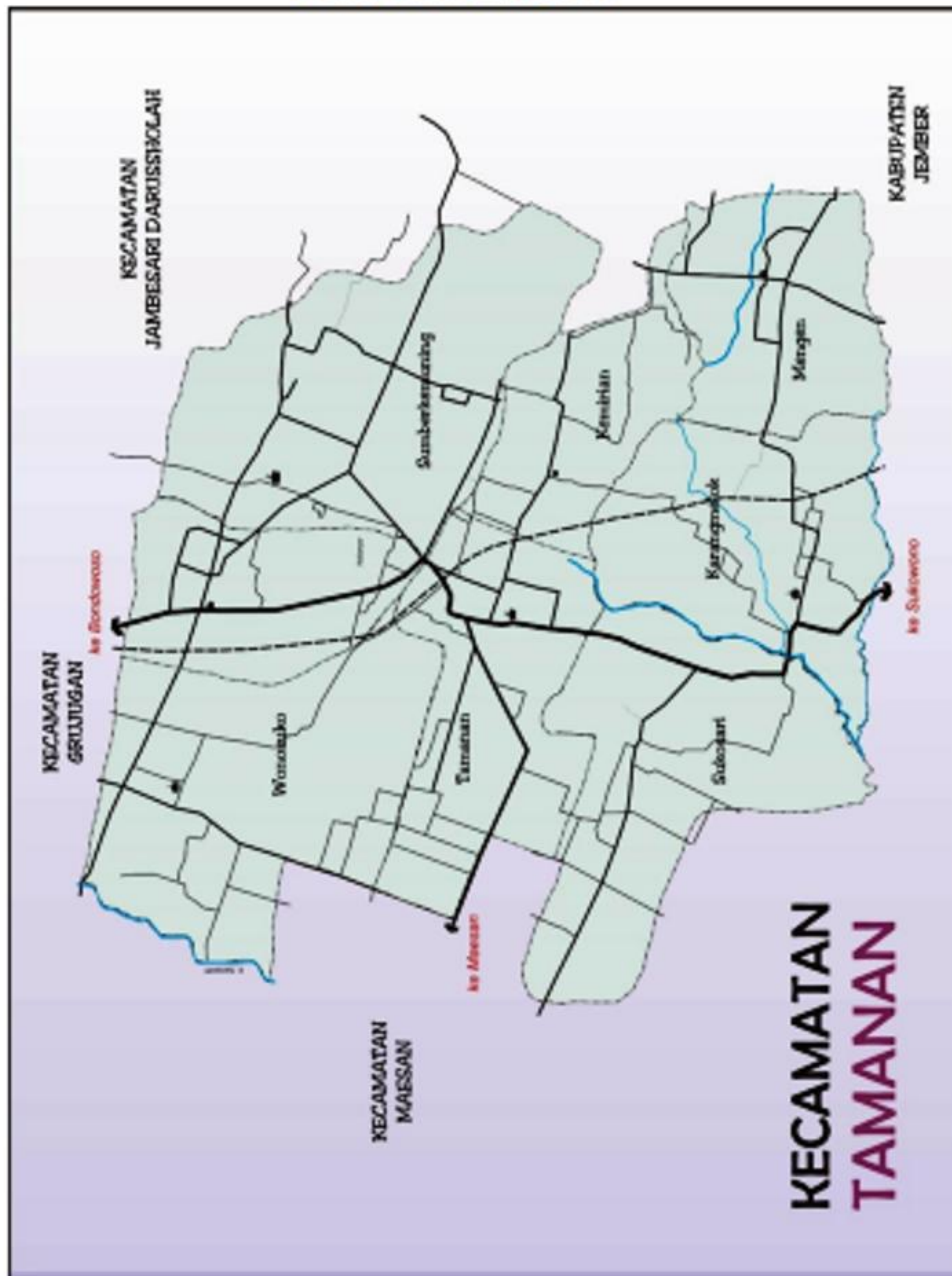 KECAMATAN
JAMBESARI DARUSSHOLAH
KABUPATEN
JEMBER
KECAMATAN
GRUJUGAN
ke Bondowoso
Sumberkemuning
Kemirian
Mengen
Karangmelok
ke Sukowono
Wonosuko
Tamanan
Sukosari
ke Maesan
KECAMATAN
MAESAN
KECAMATAN
TAMANAN